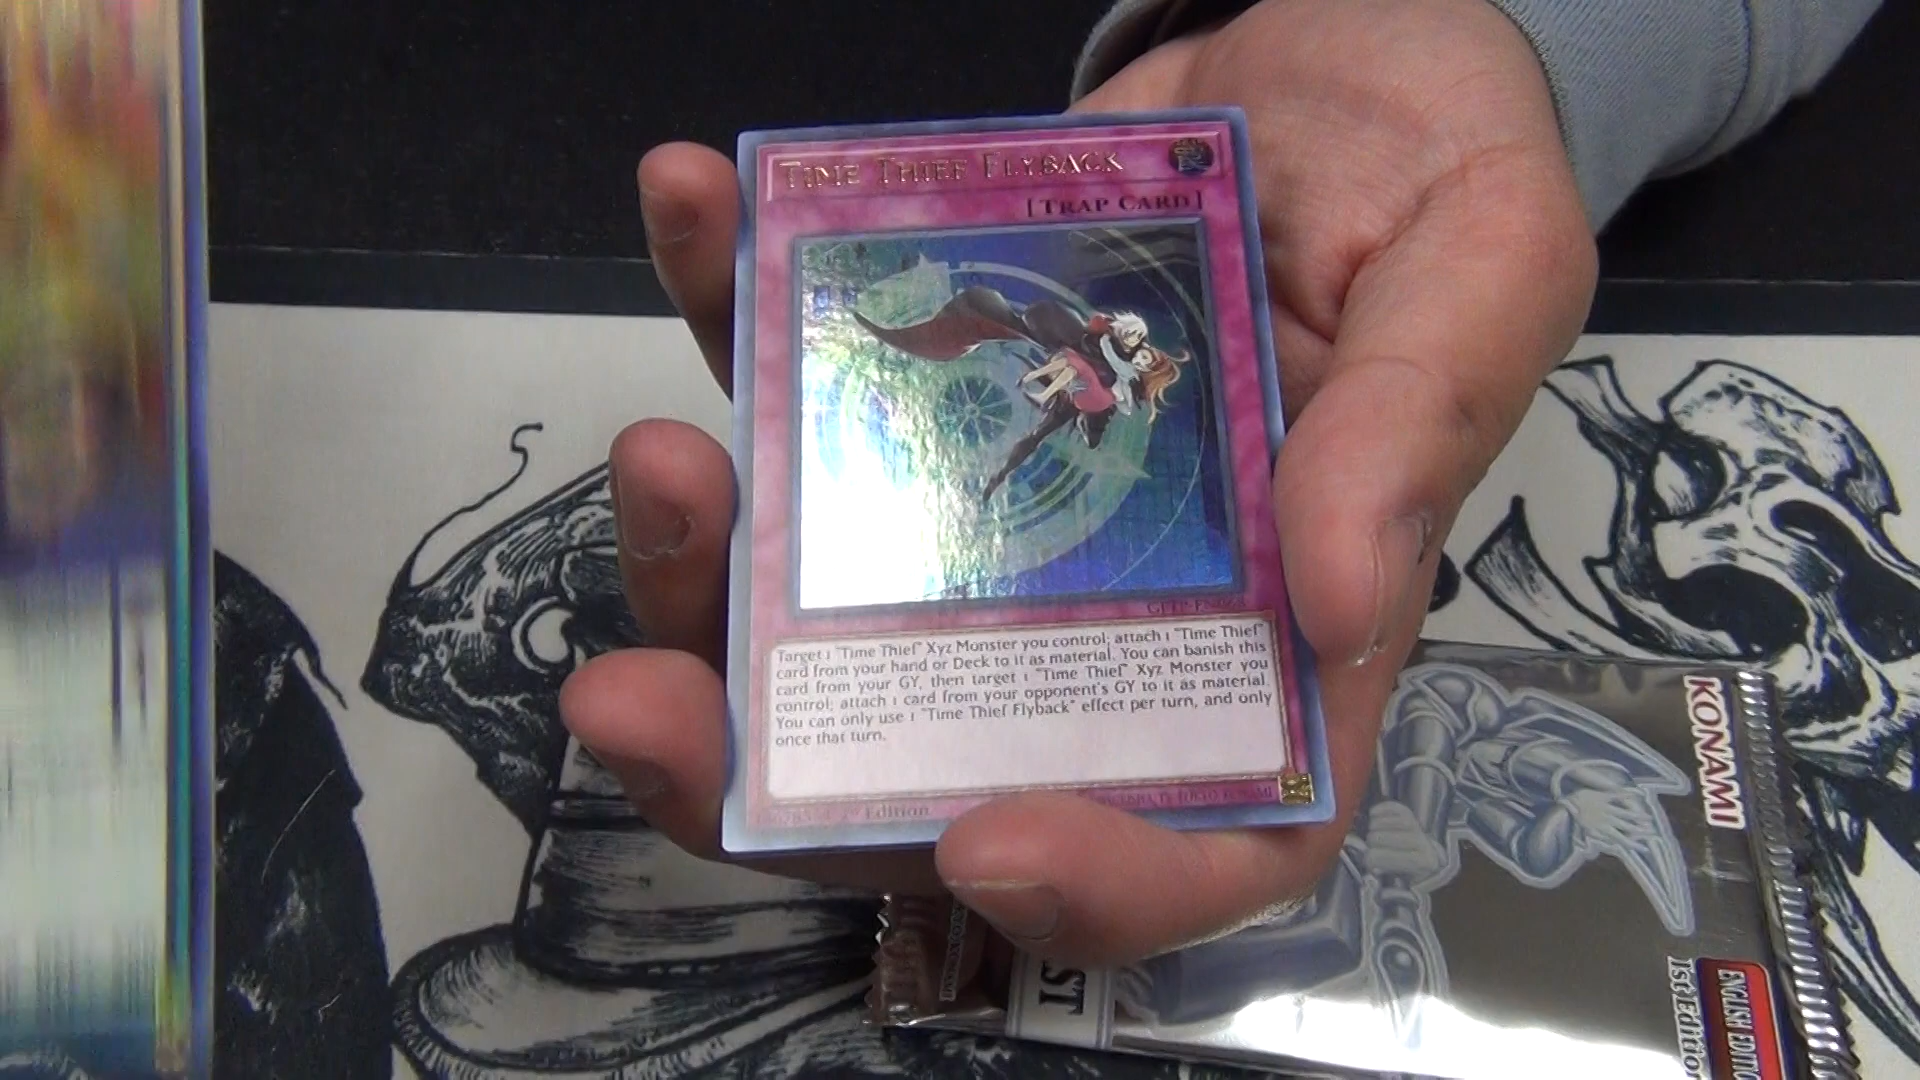 TIME THIEF FLYBACK
[TRAP CARD]
Target 1 "Time Thief" Xyz Monster you control; attach 1 "Time Thief"
card from your hand or Deck to it as material. You can banish this
card from your GY, then target 1 "Time Thief" Xyz Monster you
control; attach 1 card from your opponent's GY to it as material.
You can only use 1 "Time Thief Flyback" effect per turn, and only
once that turn.
Edition
KONAMI
ENGLISH
1st Edition